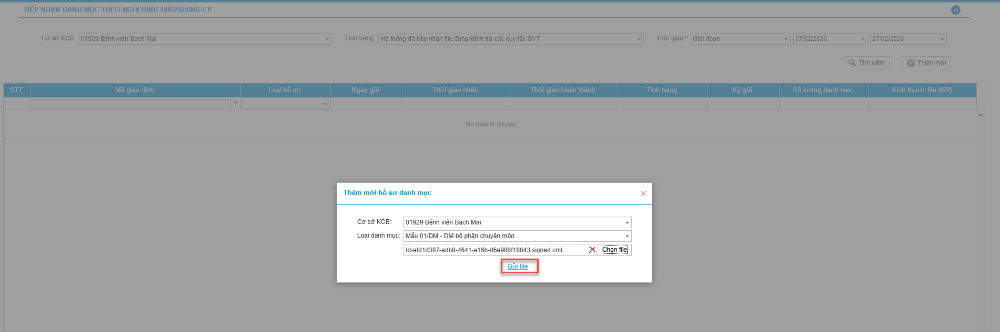 TIẾP NHẬN DANH MỤC THEO NGHỊ ĐỊNH 188/2025/ND-CP
Cơ sở KCB: 01929 Bệnh viện Bạch Mai Tình trạng: Hệ thống đã tiếp nhận file đang kiểm tra các quy tắc BYT Thời gian:* Giai đoạn 27/02/2026 27/02/2026
Tìm kiếm Thêm mới
STT Mã giao dịch Loại hồ sơ Ngày gửi Thời gian nhận Thời gian hoàn thành Tình trạng Kỳ gửi Số lượng danh mục Kích thước file (KB)
No data to display
Thêm mới hồ sơ danh mục
Cơ sở KCB: 01929 Bệnh viện Bạch Mai
Loại danh mục: Mẫu 01/DM - DM bộ phận chuyên môn
Id-afd1d387-adb8-4641-a16b-06e986f18043.signed.xml Chọn file
Gửi file